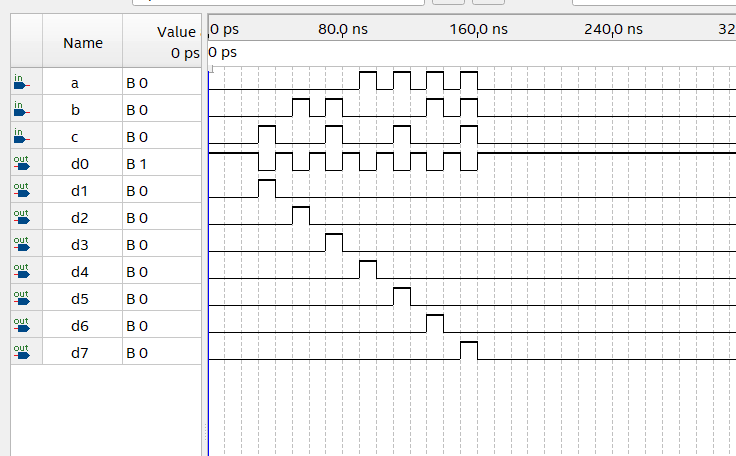 Name Value
0 ps
0 ps 80.0 ns 160.0 ns 240.0 ns 32
0 ps
in a B 0
in b B 0
in c B 0
out d0 B 1
out d1 B 0
out d2 B 0
out d3 B 0
out d4 B 0
out d5 B 0
out d6 B 0
out d7 B 0